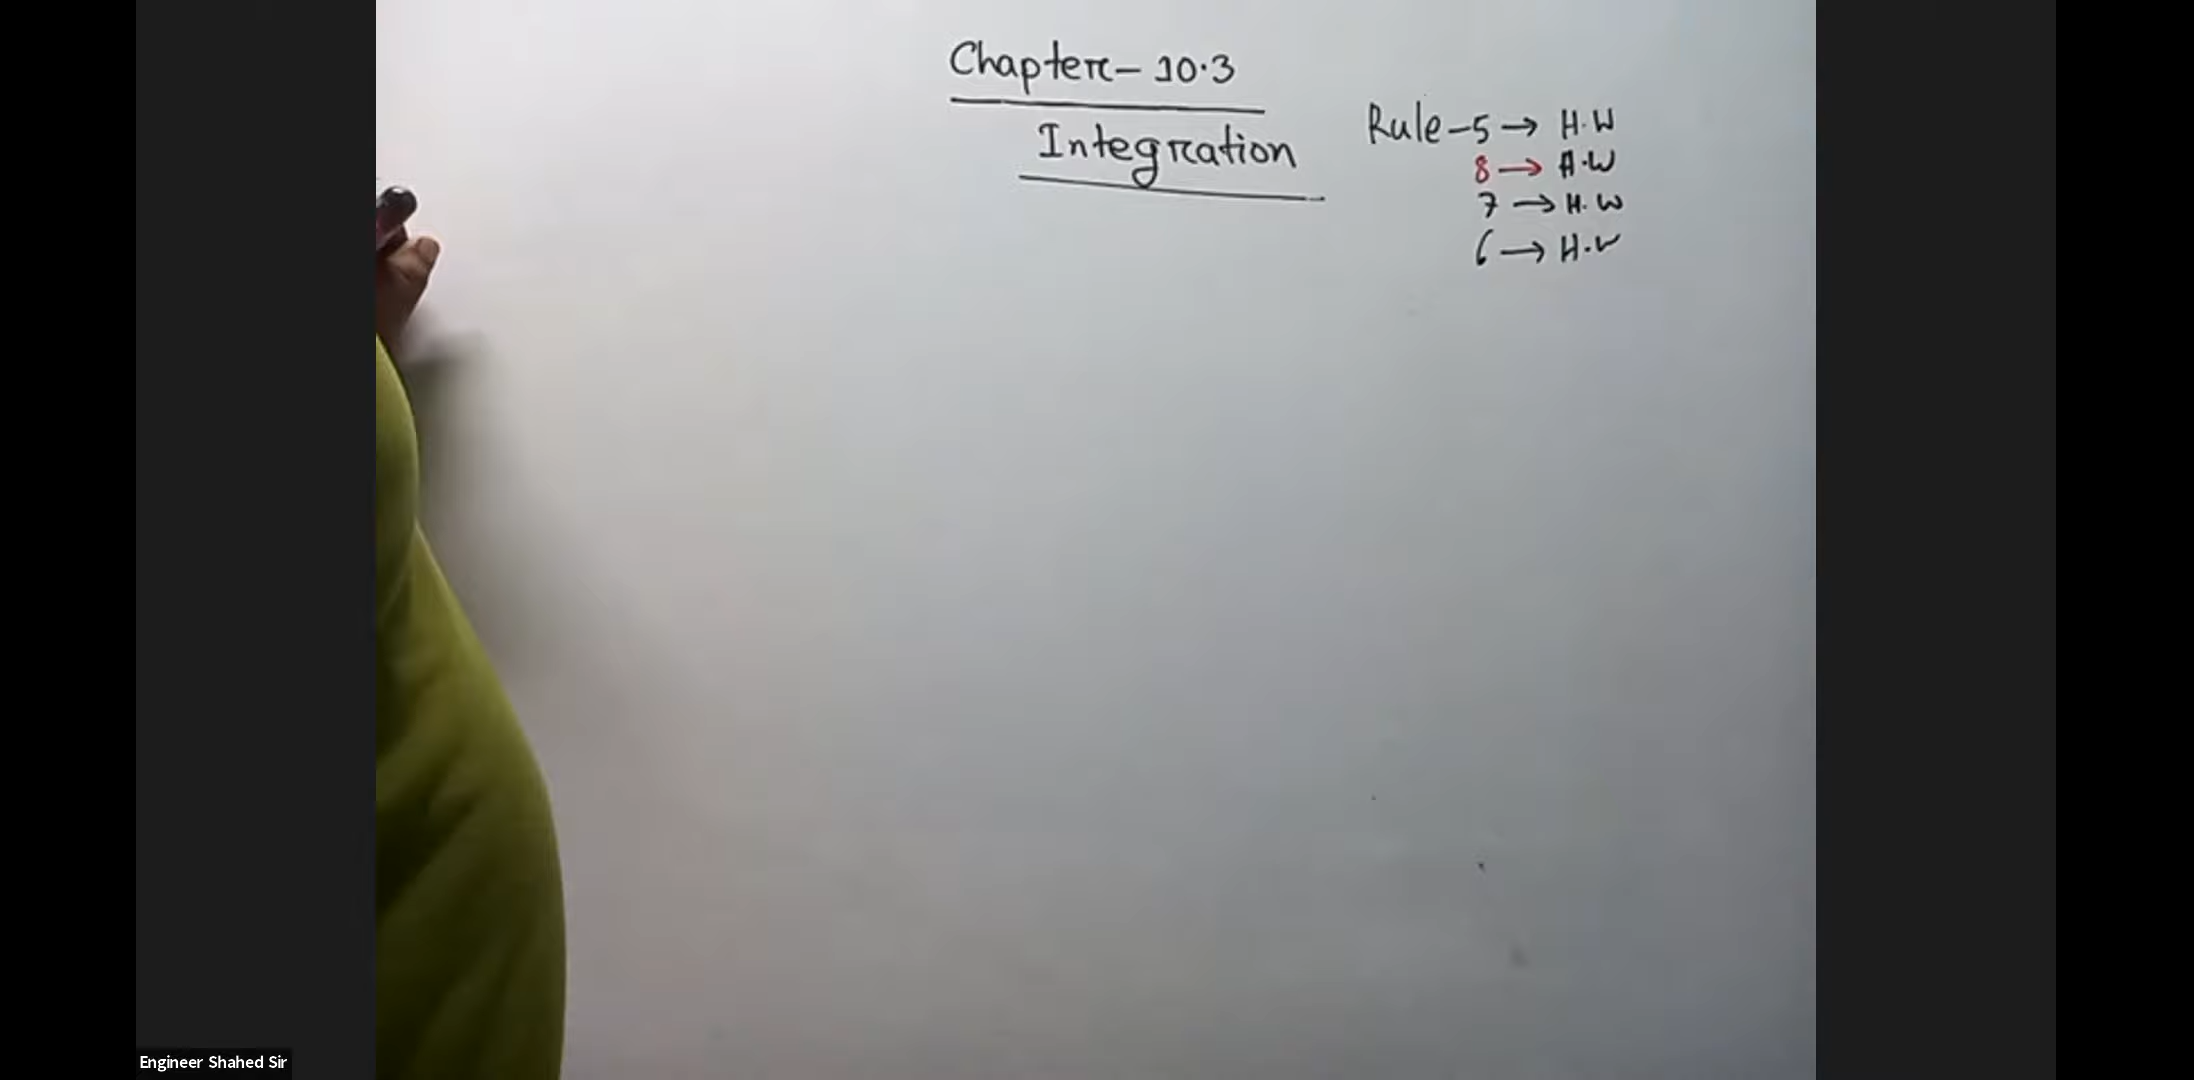 Chapter- 10.3
Integration
Rule-5 → H.W
8 → A.W
7 → H.W
6 → H.W
Engineer Shahed Sir